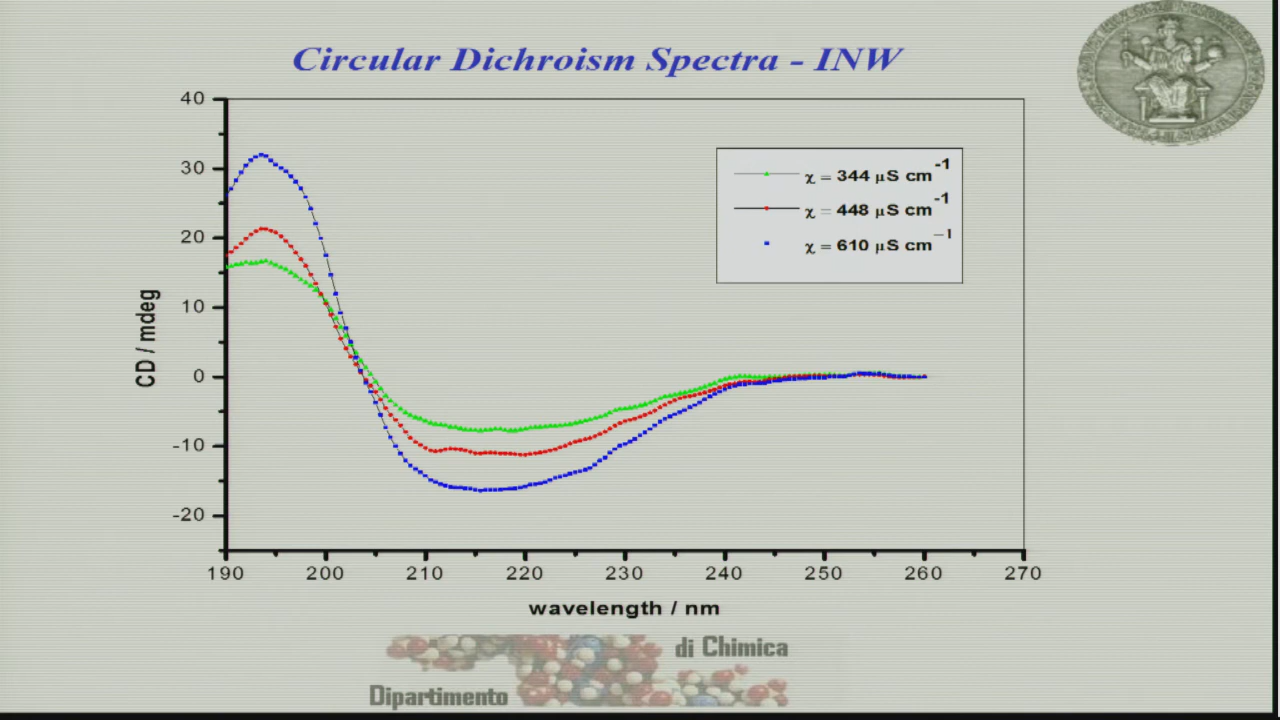 Circular Dichroism Spectra - INW
40
30
20
10
0
-10
-20
CD / mdeg
χ = 344 μS cm⁻¹
χ = 448 μS cm⁻¹
χ = 610 μS cm⁻¹
190 200 210 220 230 240 250 260 270
wavelength / nm
di Chimica
Dipartimento